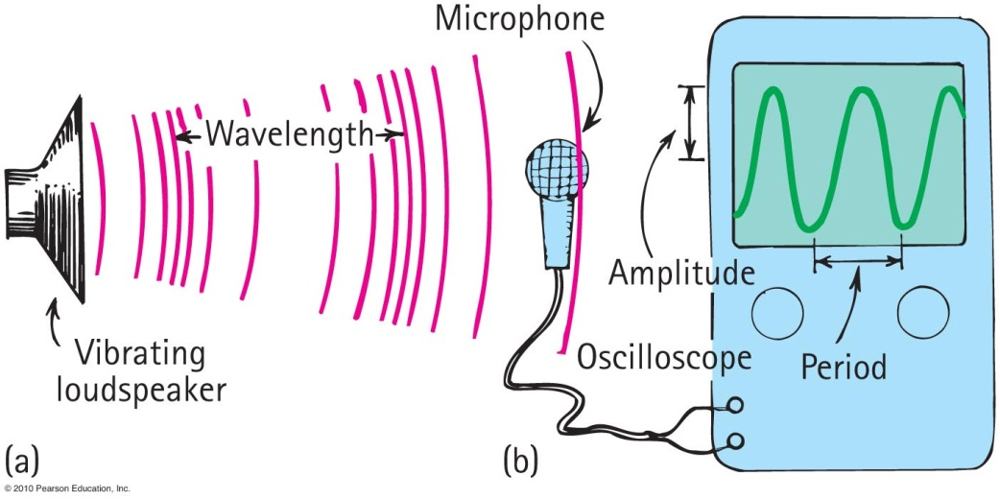 Microphone
Wavelength
Amplitude
Vibrating
loudspeaker
Oscilloscope
Period
(a)
(b)
© 2010 Pearson Education, Inc.